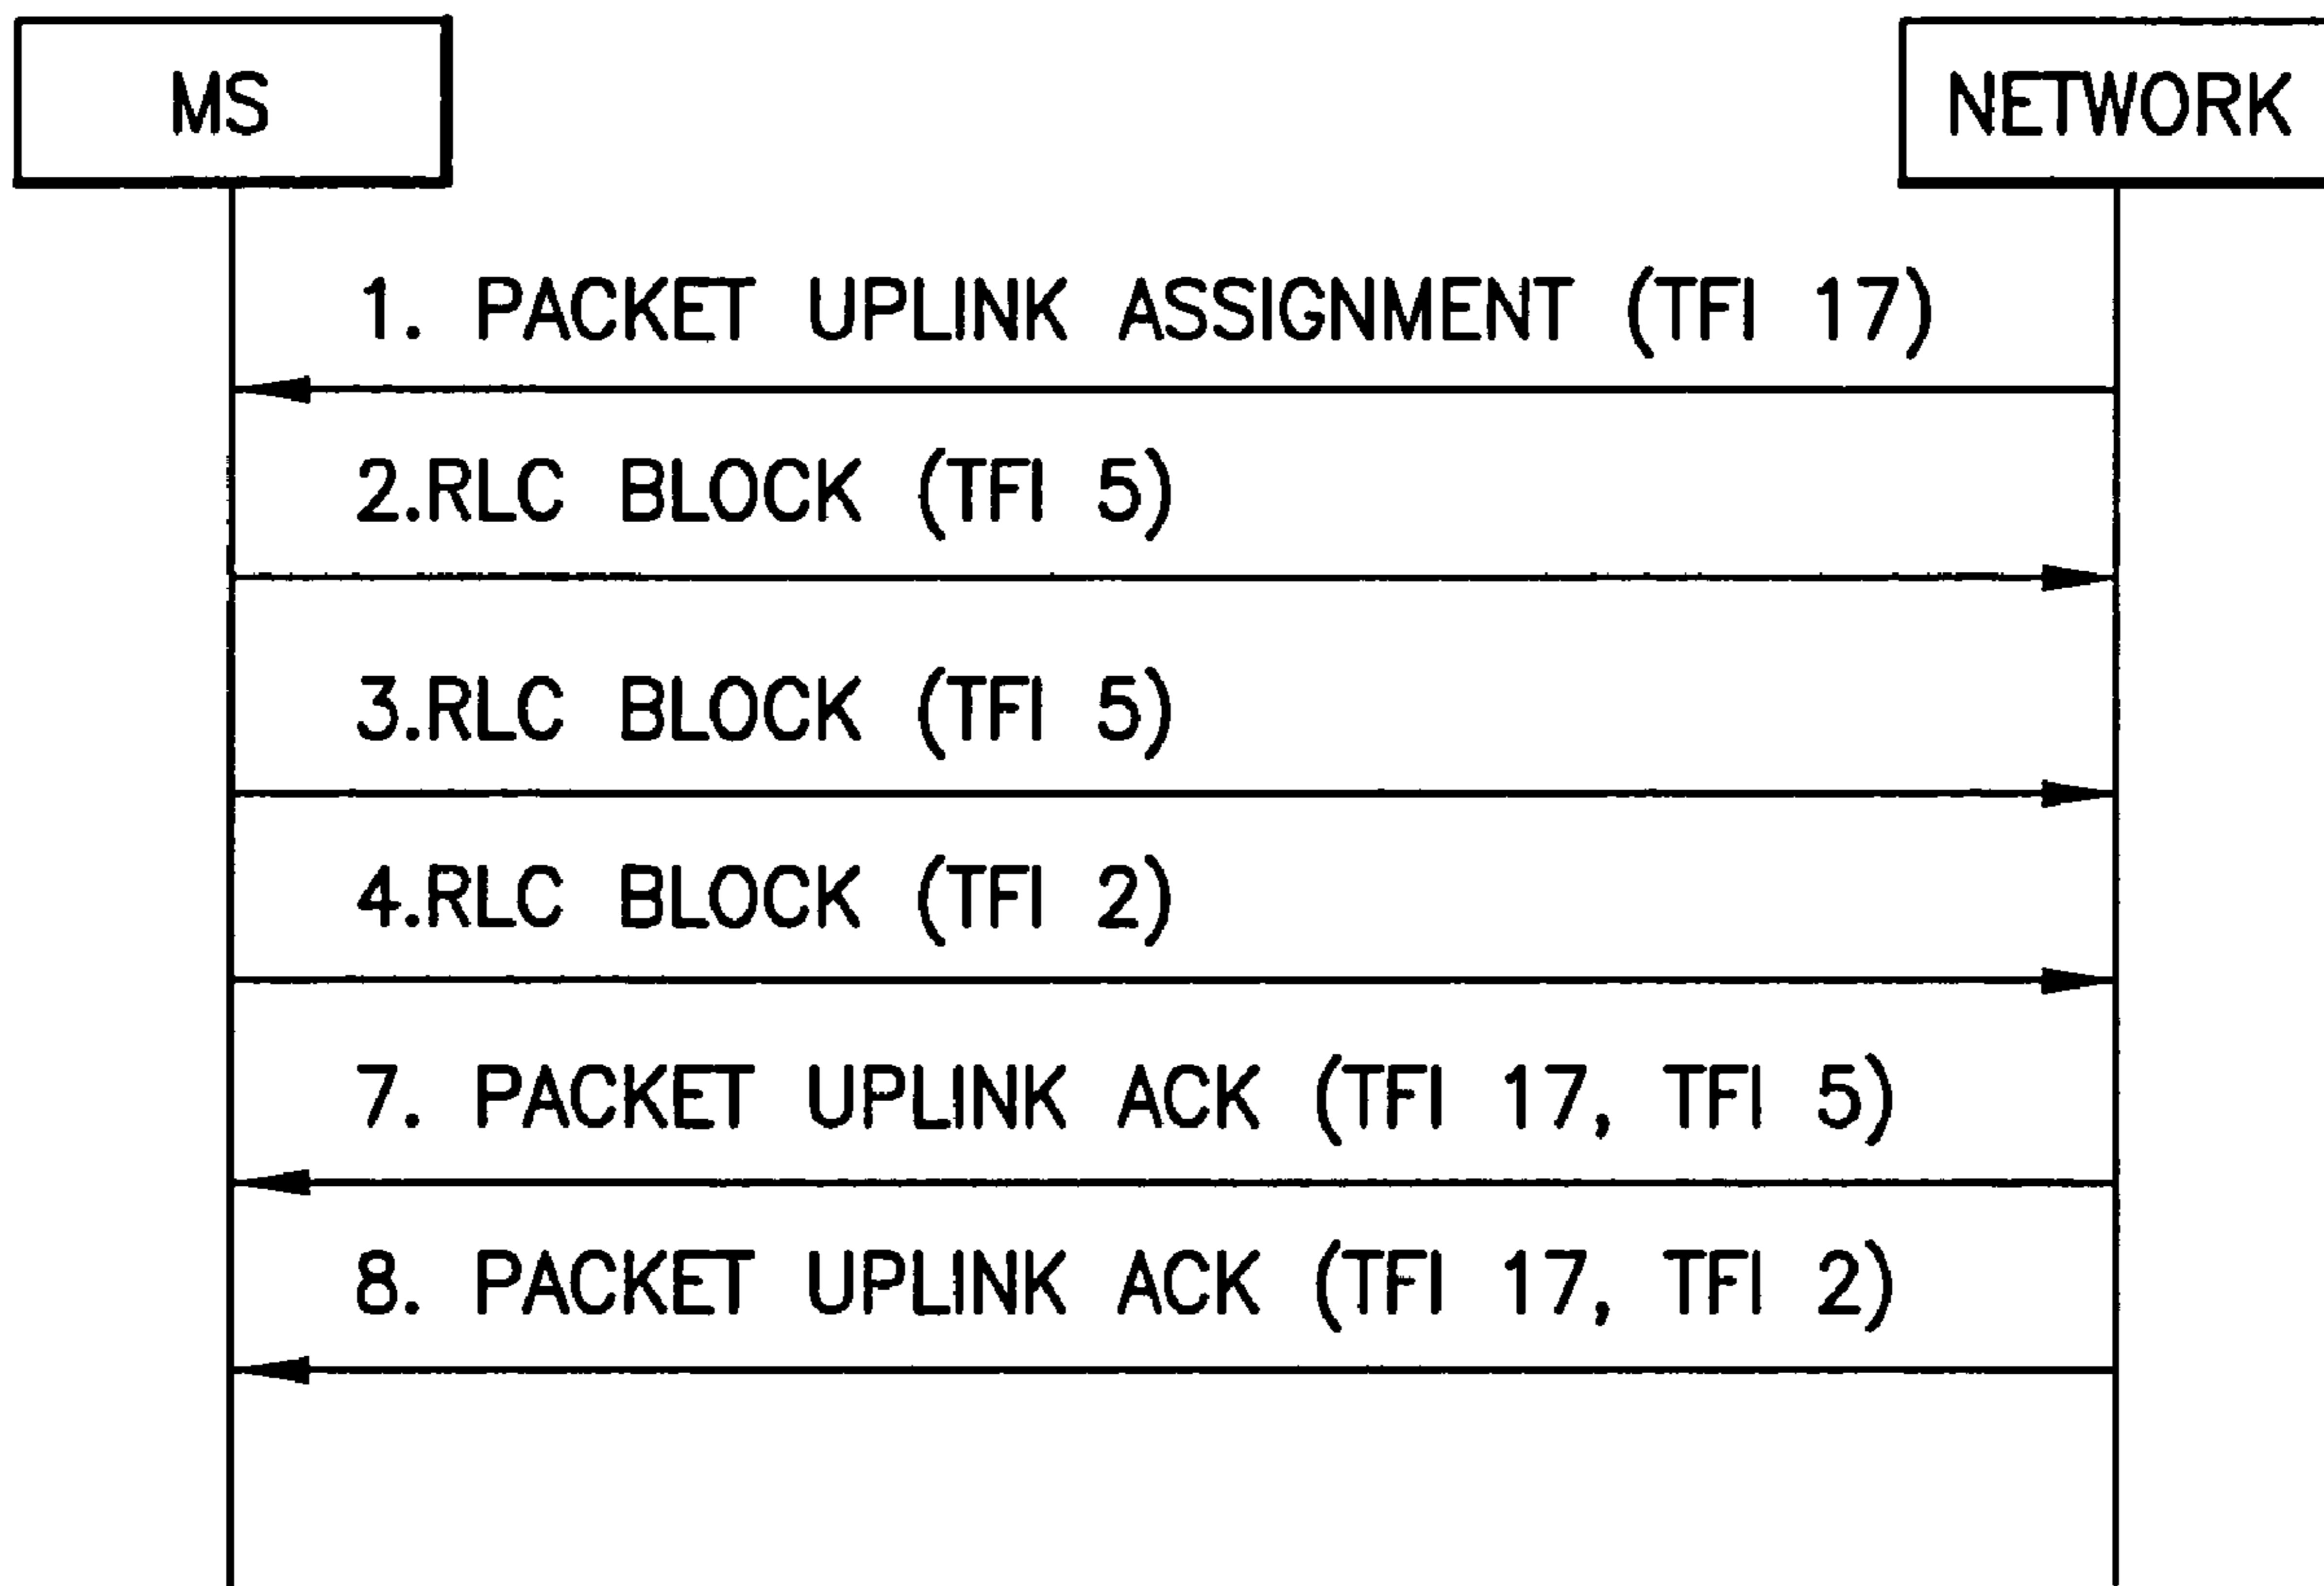 MS
NETWORK
1. PACKET UPLINK ASSIGNMENT (TFI 17)
2.RLC BLOCK (TFI 5)
3.RLC BLOCK (TFI 5)
4.RLC BLOCK (TFI 2)
7. PACKET UPLINK ACK (TFI 17, TFI 5)
8. PACKET UPLINK ACK (TFI 17, TFI 2)